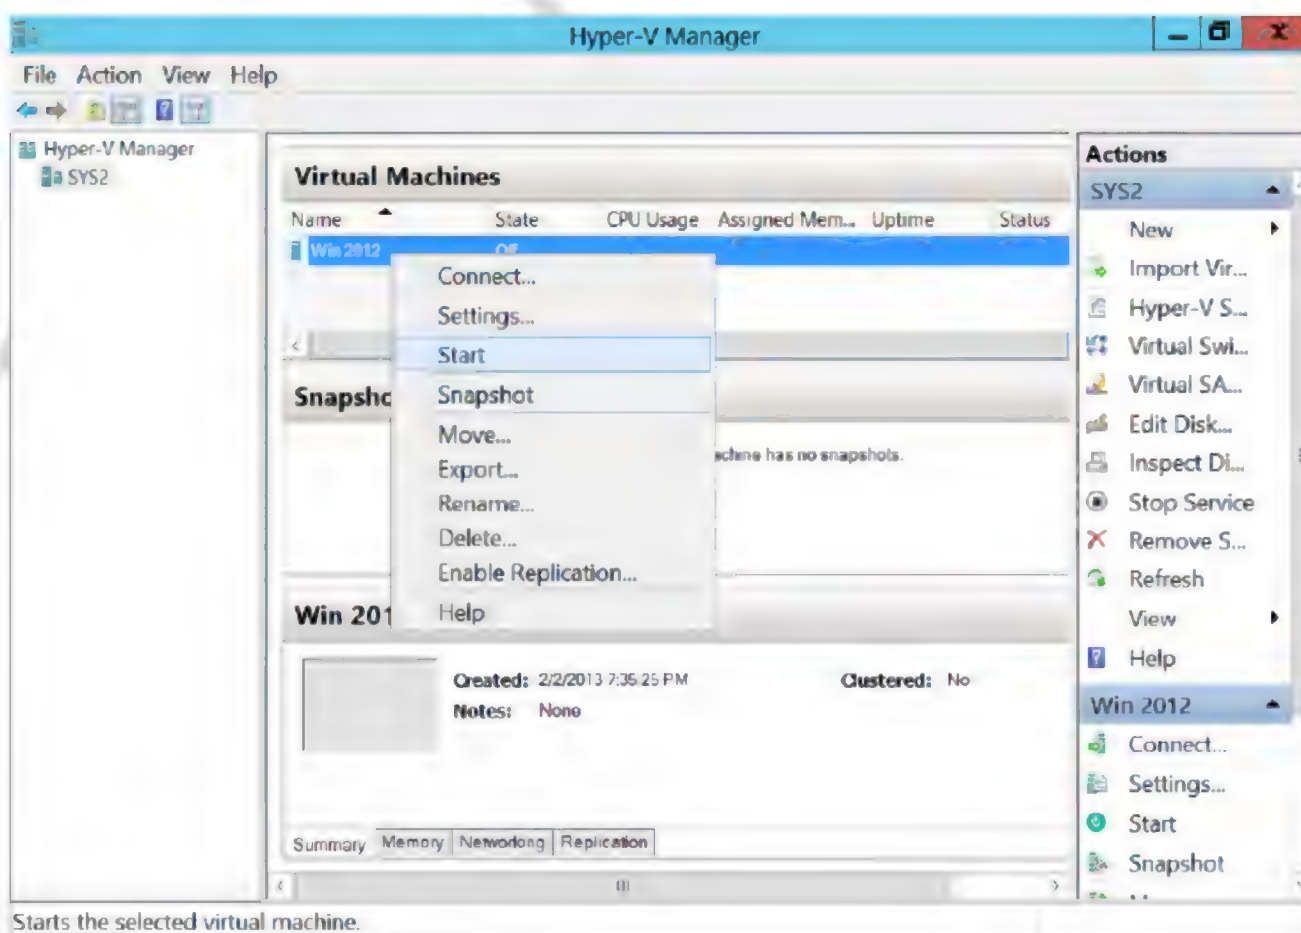 Hyper-V Manager
File Action View Help
Hyper-V Manager
SYS2
Virtual Machines
Name State CPU Usage Assigned Mem... Uptime Status
Win 2012 Off
Connect...
Settings...
Start
Snapshot
Move...
Export...
Rename...
Delete...
Enable Replication...
Help
Snapsho
achine has no snapshots.
Win 201
Created: 2/2/2013 7:35:25 PM Clustered: No
Notes: None
Summary Memory Networking Replication
Actions
SYS2
New
Import Vir...
Hyper-V S...
Virtual Swi...
Virtual SA...
Edit Disk...
Inspect Di...
Stop Service
Remove S...
Refresh
View
Help
Win 2012
Connect...
Settings...
Start
Snapshot
Starts the selected virtual machine.